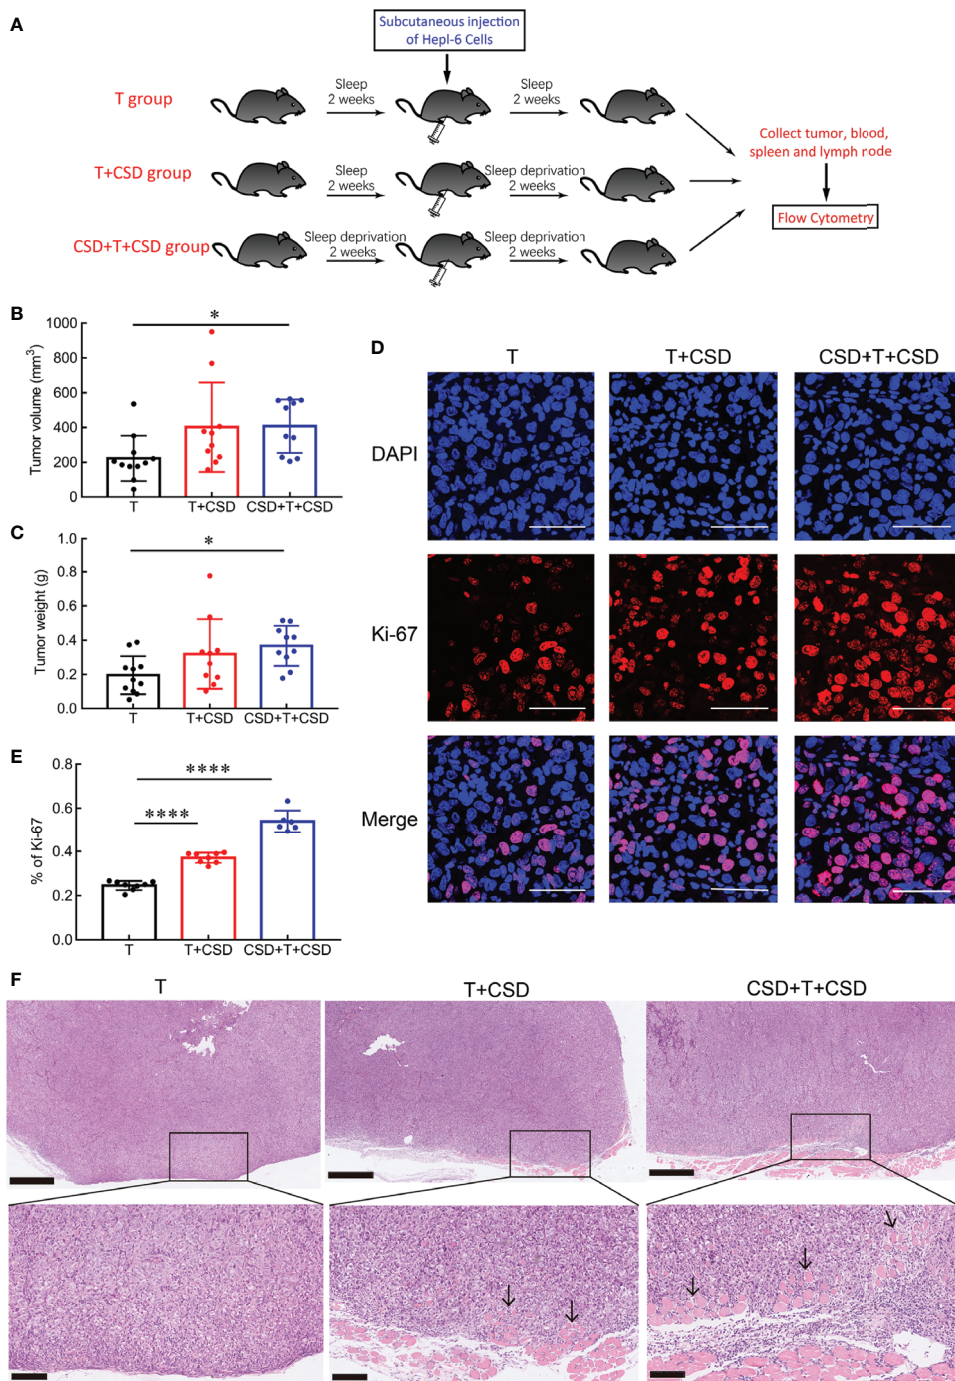 A
Subcutaneous injection
of Hepl-6 Cells
T group
Sleep
2 weeks
Sleep
2 weeks
T+CSD group
Sleep
2 weeks
Sleep deprivation
2 weeks
CSD+T+CSD group
Sleep deprivation
2 weeks
Sleep deprivation
2 weeks
Collect tumor, blood,
spleen and lymph rode
Flow Cytometry
B
Tumor volume (mm³)
1000
800
600
400
200
0
*
T
T+CSD
CSD+T+CSD
C
Tumor weight (g)
1.0
0.8
0.6
0.4
0.2
0.0
*
T
T+CSD
CSD+T+CSD
D
T
T+CSD
CSD+T+CSD
DAPI
Ki-67
Merge
E
% of Ki-67
0.8
0.6
0.4
0.2
0.0
****
****
T
T+CSD
CSD+T+CSD
F
T
T+CSD
CSD+T+CSD